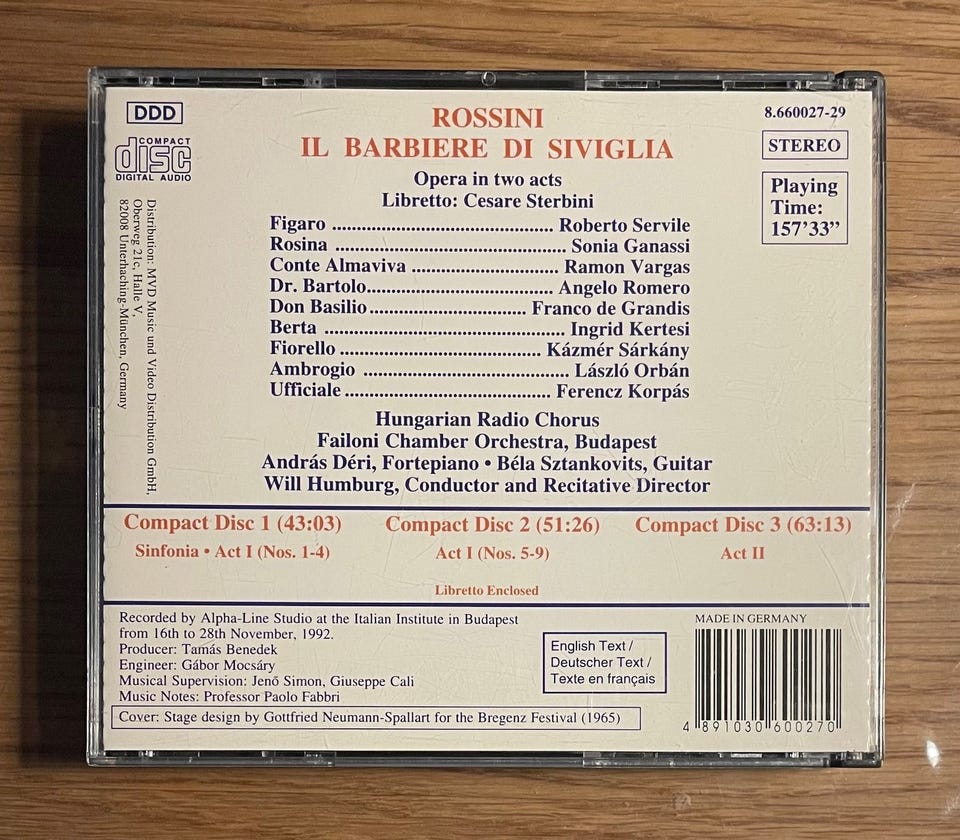 DDD
COMPACT
disc
DIGITAL AUDIO
Distribution: MVD Music und Video Distribution GmbH,
Oberweg 21c, Halle V,
82008 Unterhaching-München, Germany
ROSSINI
IL BARBIERE DI SIVIGLIA
Opera in two acts
Libretto: Cesare Sterbini
8.660027-29
STEREO
Playing
Time:
157'33”
Figaro ........................................ Roberto Servile
Rosina .......................................... Sonia Ganassi
Conte Almaviva ........................... Ramon Vargas
Dr. Bartolo................................... Angelo Romero
Don Basilio ............................ Franco de Grandis
Berta ........................................... Ingrid Kertesi
Fiorello .................................... Kázmér Sárkány
Ambrogio ..................................... László Orbán
Ufficiale ..................................... Ferencz Korpás
Hungarian Radio Chorus
Failoni Chamber Orchestra, Budapest
András Déri, Fortepiano • Béla Sztankovits, Guitar
Will Humburg, Conductor and Recitative Director
Compact Disc 1 (43:03) Compact Disc 2 (51:26) Compact Disc 3 (63:13)
Sinfonia • Act I (Nos. 1-4) Act I (Nos. 5-9) Act II
Libretto Enclosed
Recorded by Alpha-Line Studio at the Italian Institute in Budapest
from 16th to 28th November, 1992.
Producer: Tamás Benedek
Engineer: Gábor Mocsáry
Musical Supervision: Jenő Simon, Giuseppe Cali
Music Notes: Professor Paolo Fabbri
Cover: Stage design by Gottfried Neumann-Spallart for the Bregenz Festival (1965)
English Text /
Deutscher Text /
Texte en français
MADE IN GERMANY
4 891030 600270